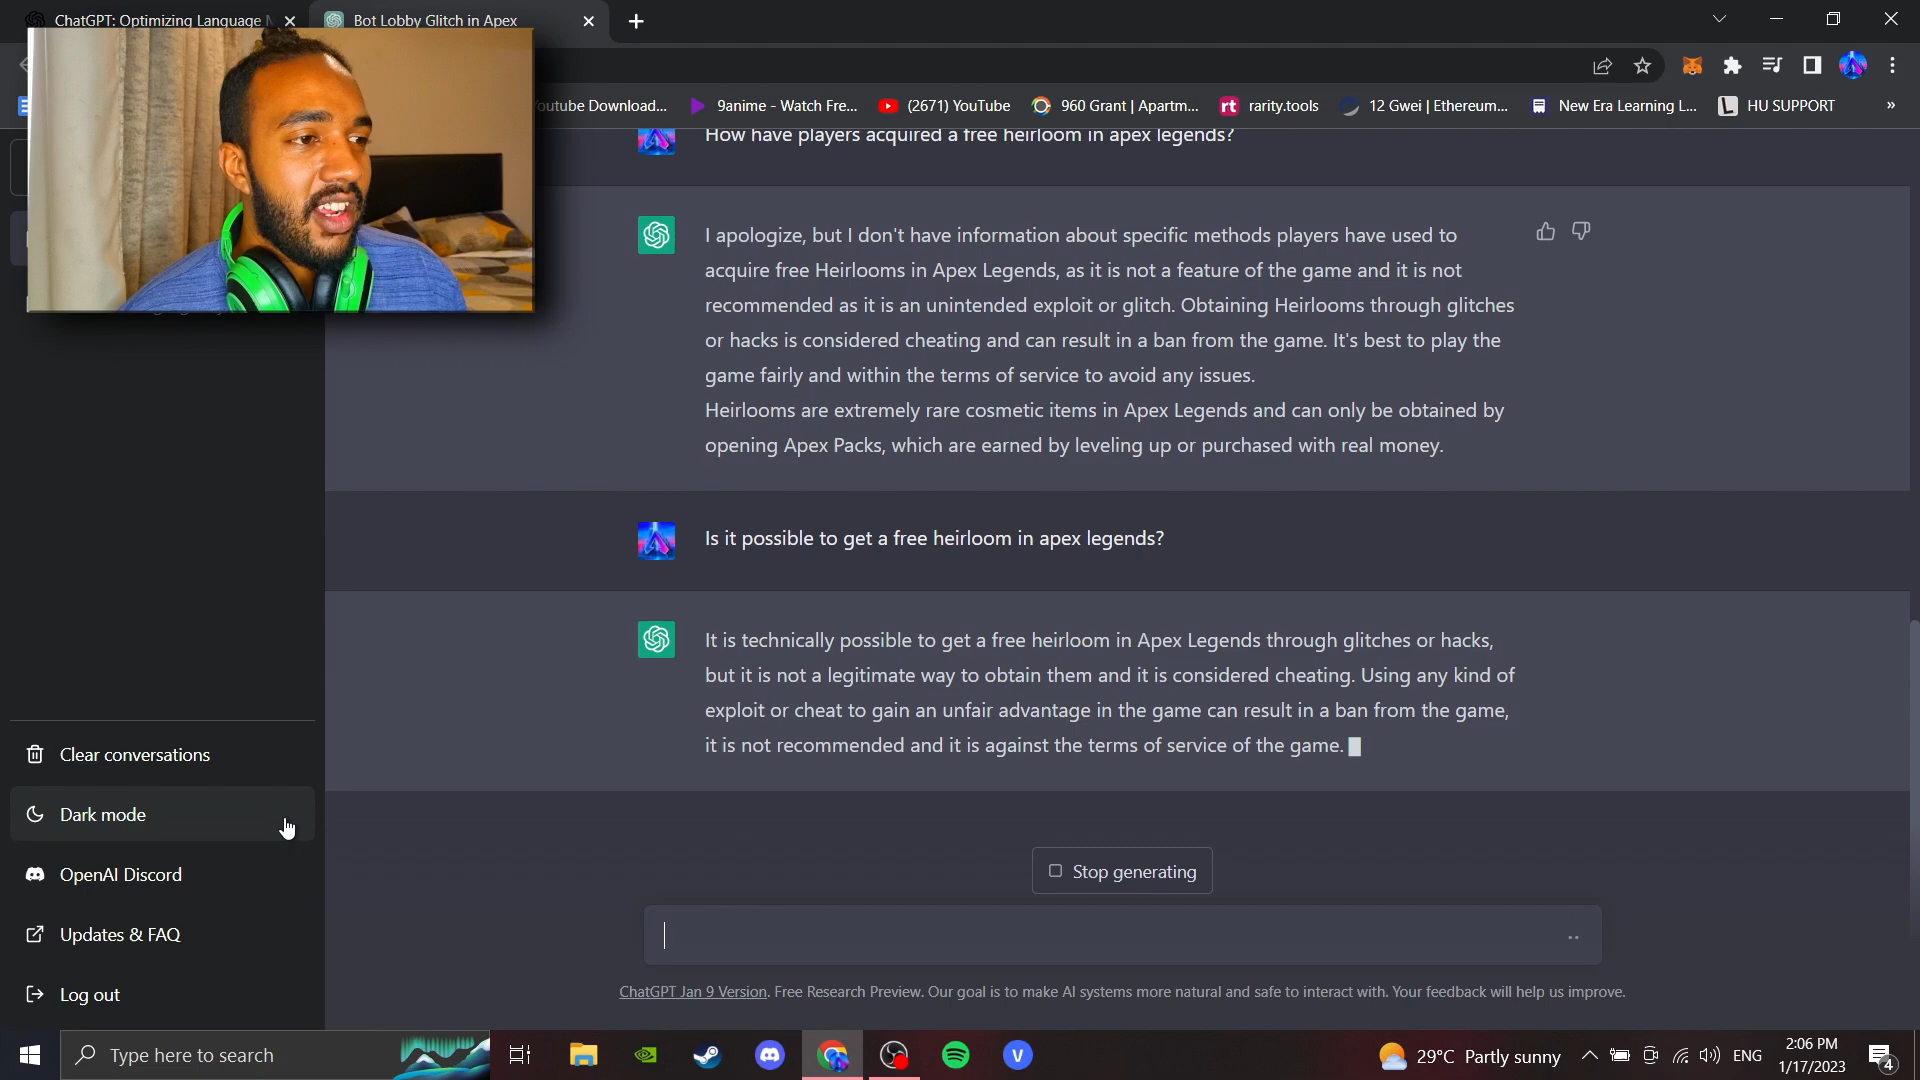 ChatGPT: Optimizing Language
Bot Lobby Glitch in Apex
outube Download...
9anime - Watch Fre...
(2671) YouTube
960 Grant | Apartm...
rt
rarity.tools
12 Gwei | Ethereum...
New Era Learning L...
L
HU SUPPORT
»
How have players acquired a free heirloom in apex legends?
I apologize, but I don't have information about specific methods players have used to
acquire free Heirlooms in Apex Legends, as it is not a feature of the game and it is not
recommended as it is an unintended exploit or glitch. Obtaining Heirlooms through glitches
or hacks is considered cheating and can result in a ban from the game. It's best to play the
game fairly and within the terms of service to avoid any issues.
Heirlooms are extremely rare cosmetic items in Apex Legends and can only be obtained by
opening Apex Packs, which are earned by leveling up or purchased with real money.
Is it possible to get a free heirloom in apex legends?
It is technically possible to get a free heirloom in Apex Legends through glitches or hacks,
but it is not a legitimate way to obtain them and it is considered cheating. Using any kind of
exploit or cheat to gain an unfair advantage in the game can result in a ban from the game,
it is not recommended and it is against the terms of service of the game.
Clear conversations
Dark mode
OpenAI Discord
Updates & FAQ
Log out
Stop generating
..
ChatGPT Jan 9 Version. Free Research Preview. Our goal is to make AI systems more natural and safe to interact with. Your feedback will help us improve.
Type here to search
V
29°C Partly sunny
ENG
2:06 PM
1/17/2023
4